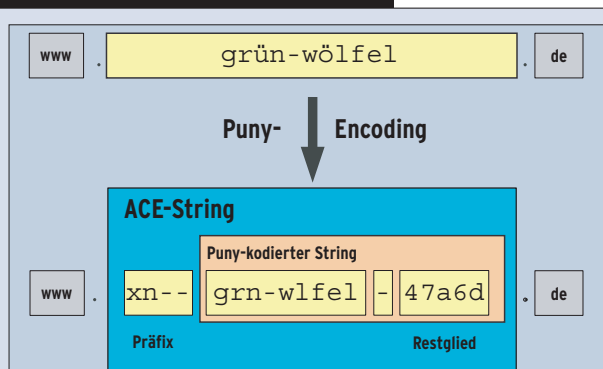 www . grün-wölfel . de
Puny- Encoding
ACE-String
Puny-kodierter String
www . xn-- grn-wlfel - 47a6d . de
Präfix Restglied